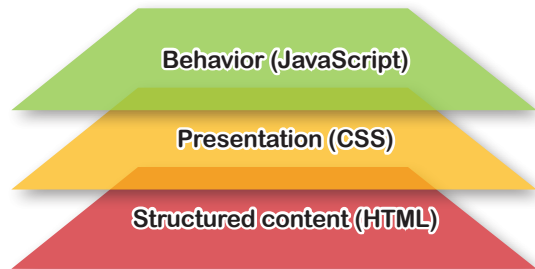 Behavior (JavaScript)
Presentation (CSS)
Structured content (HTML)